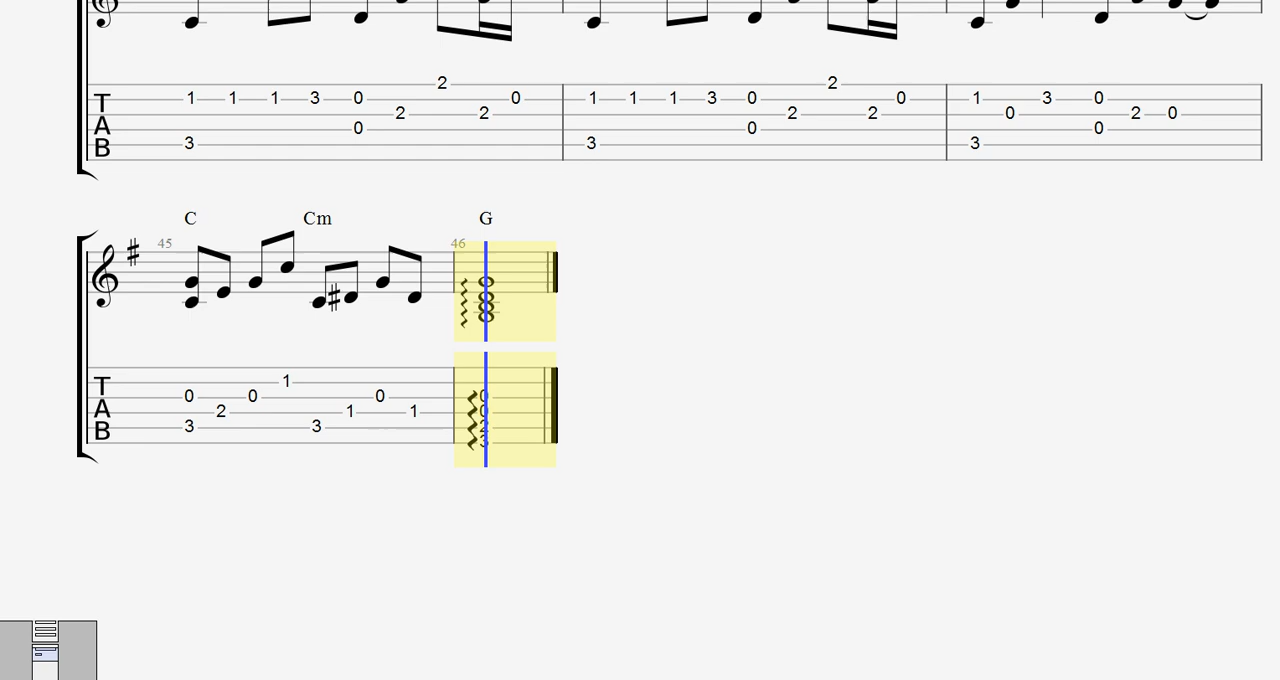 2 2
T 1 1 1 3 0 2 0 1 1 1 3 0 2 0 1 3 0
2 2 2 2 0 2 0
A 0 0 0
B 3 3 3
C Cm G
45 46
T 1
0 0 0 0
A 2 1 1 0
B 3 3 2
3